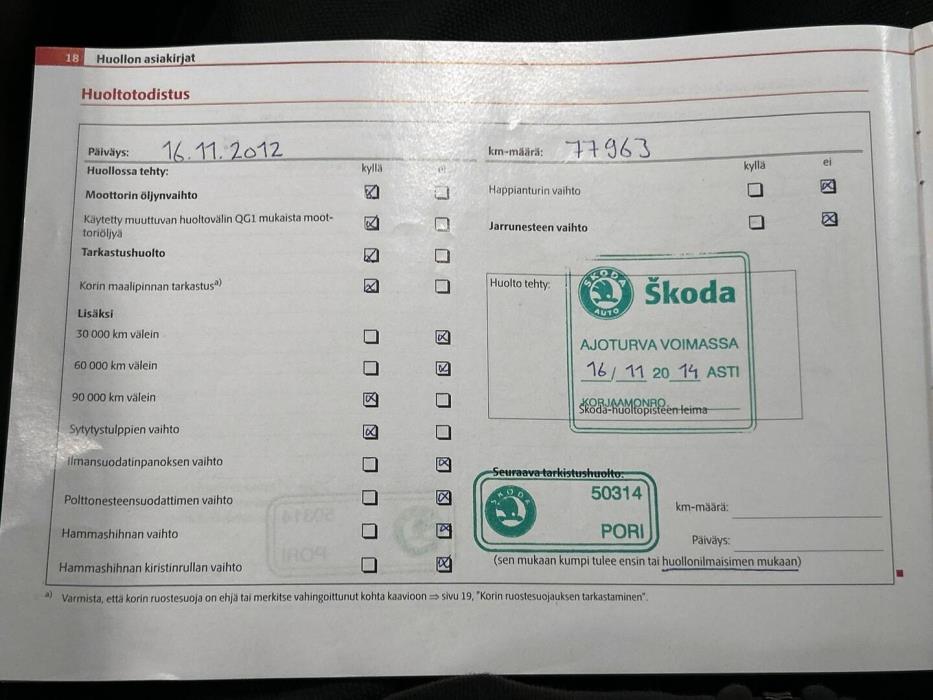 18 Huollon asiakirjat
Huoltotodistus
Päiväys: 16.11.2012
km-määrä: 77963
Huollossa tehty: kyllä ei
kyllä ei
Moottorin öljynvaihto
Happianturin vaihto
Käytetty muuttuvan huoltovälin QG1 mukaista moot-
toriöljyä
Jarrunesteen vaihto
Tarkastushuolto
Korin maalipinnan tarkastus a)
Lisäksi
30 000 km välein
60 000 km välein
90 000 km välein
Sytytystulppien vaihto
Ilmansuodatinpanoksen vaihto
Polttonesteensuodattimen vaihto
Hammashihnan vaihto
Hammashihnan kiristinrullan vaihto
Huolto tehty:
SKODA
AUTO
Škoda
AJOTURVA VOIMASSA
16/11 20 14 ASTI
KORJAAMONRO
Skoda-huoltopisteen leima
Seuraava tarkistushuolto:
SKODA
50314
PORI
km-määrä:
Päiväys:
(sen mukaan kumpi tulee ensin tai huollonilmaisimen mukaan)
a) Varmista, että korin ruostesuoja on ehjä tai merkitse vahingoittunut kohta kaavioon ⇒ sivu 19, "Korin ruostesuojauksen tarkastaminen".